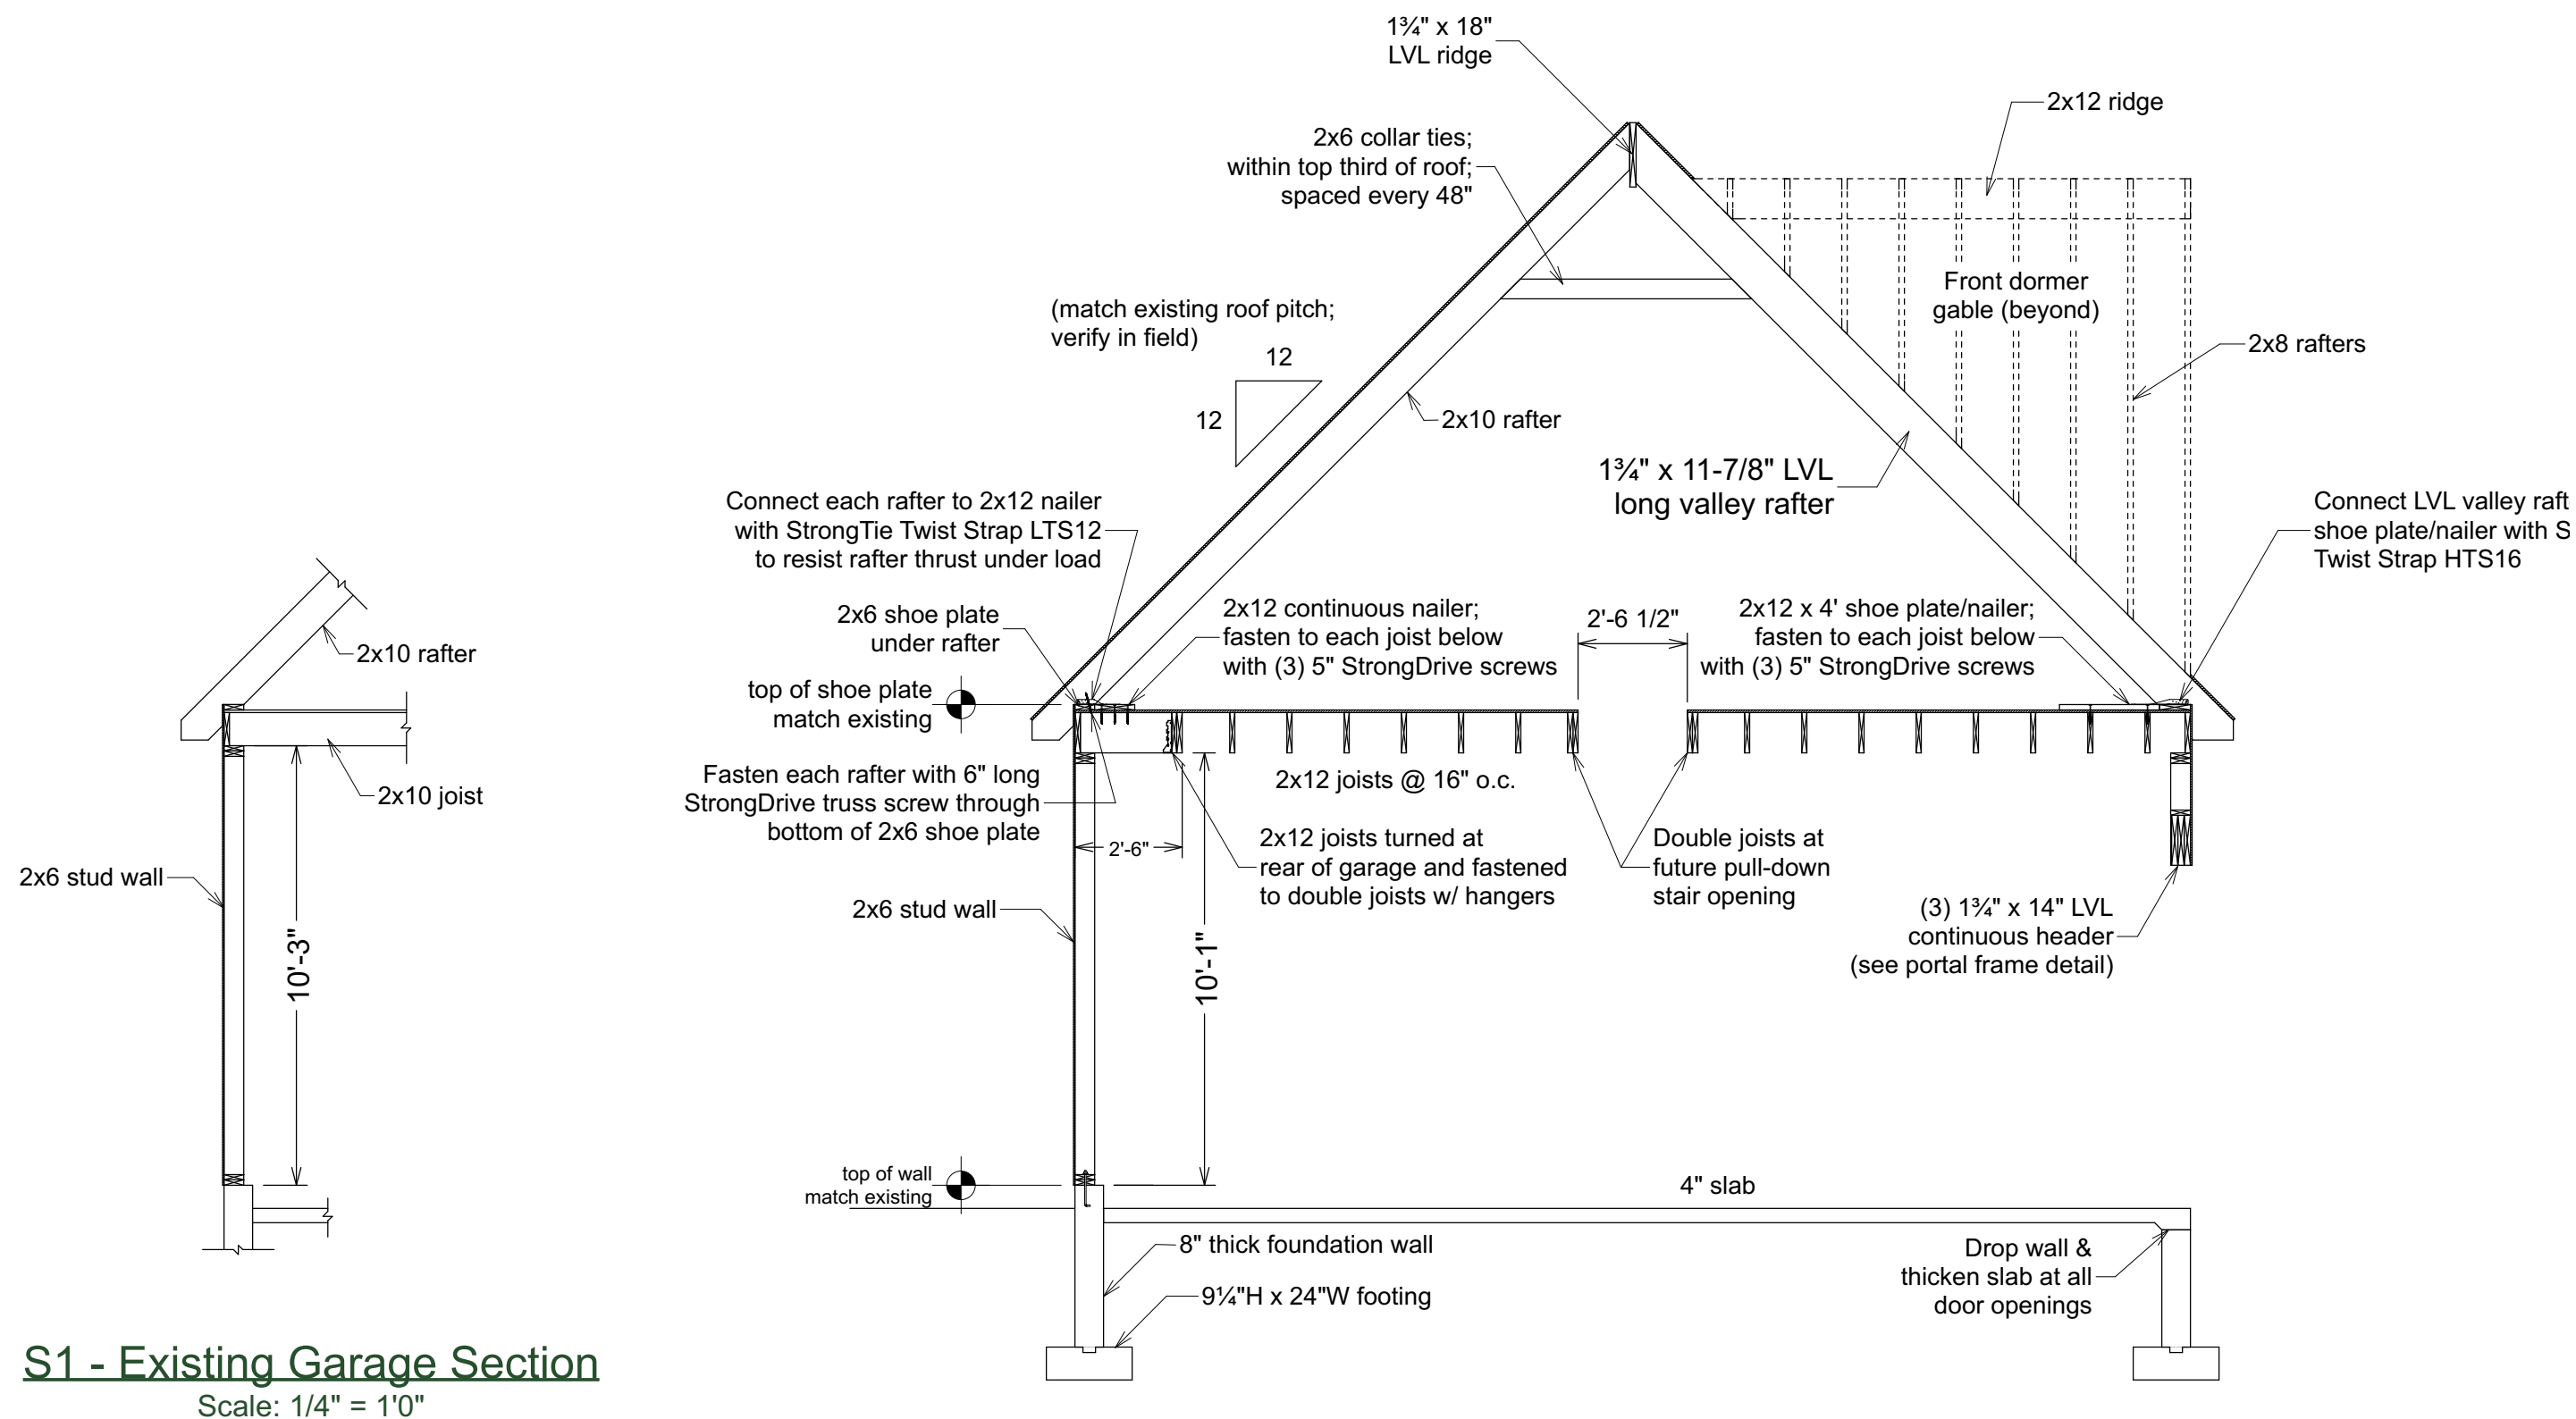 1¾" x 18"
LVL ridge
2x12 ridge
2x6 collar ties;
within top third of roof;
spaced every 48"
Front dormer
gable (beyond)
(match existing roof pitch;
verify in field)
12
12
2x8 rafters
2x10 rafter
1¾" x 11-7/8" LVL
long valley rafter
Connect each rafter to 2x12 nailer
with StrongTie Twist Strap LTS12
to resist rafter thrust under load
Connect LVL valley raft
shoe plate/nailer with S
Twist Strap HTS16
2x6 shoe plate
under rafter
2x12 continuous nailer;
fasten to each joist below
with (3) 5" StrongDrive screws
2'-6 1/2"
2x12 x 4' shoe plate/nailer;
fasten to each joist below
with (3) 5" StrongDrive screws
2x10 rafter
top of shoe plate
match existing
2x10 joist
Fasten each rafter with 6" long
StrongDrive truss screw through
bottom of 2x6 shoe plate
2x12 joists @ 16" o.c.
2'-6"
2x12 joists turned at
rear of garage and fastened
to double joists w/ hangers
Double joists at
future pull-down
stair opening
2x6 stud wall
2x6 stud wall
(3) 1¾" x 14" LVL
continuous header
(see portal frame detail)
10'-3"
10'-1"
top of wall
match existing
4" slab
8" thick foundation wall
Drop wall &
thicken slab at all
door openings
9¼"H x 24"W footing
S1 - Existing Garage Section
Scale: 1/4" = 1'0"